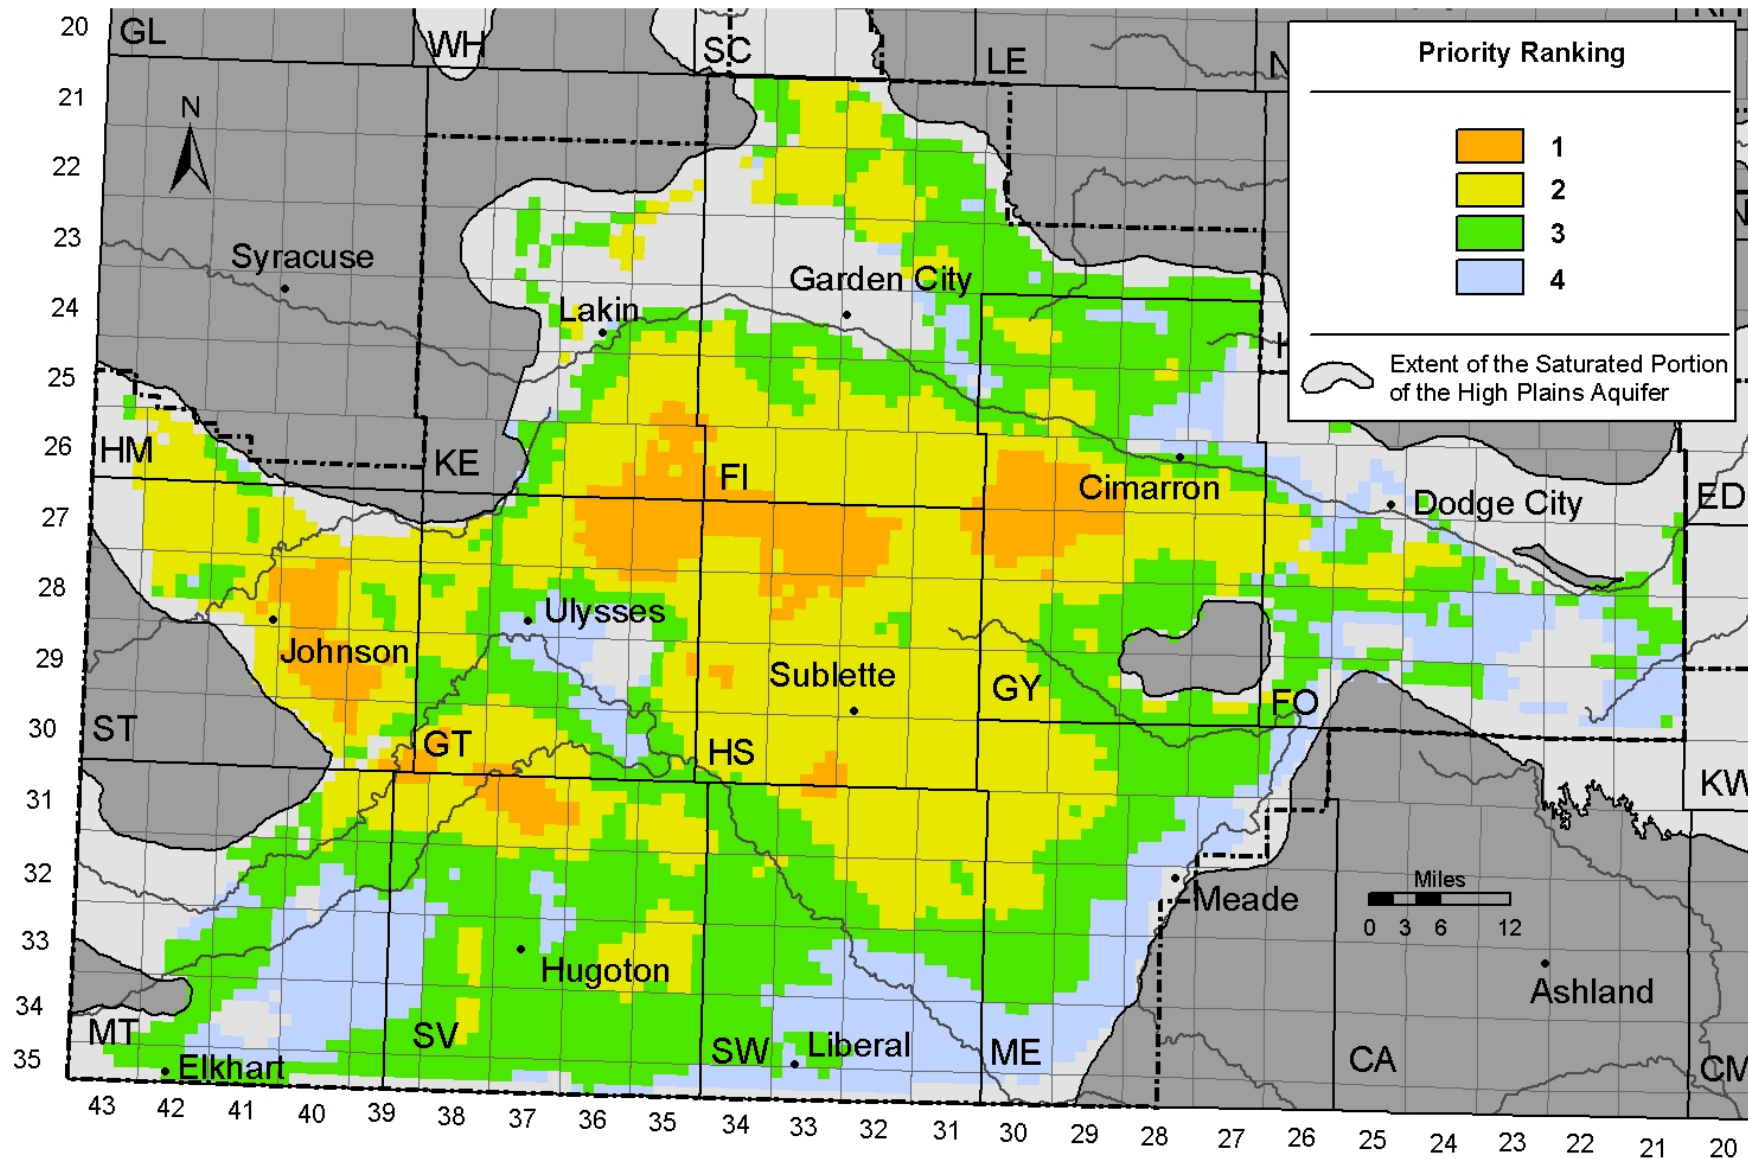 Priority Ranking
1
2
3
4
Extent of the Saturated Portion
of the High Plains Aquifer
20
21
22
23
24
25
26
27
28
29
30
31
32
33
34
35
GL
WH
SC
LE
N
Syracuse
Garden City
Lakin
HM
KE
FI
Cimarron
Dodge City
ED
Ulysses
Johnson
Sublette
GY
FO
ST
GT
HS
KW
Miles
0 3 6 12
Meade
Hugoton
Ashland
MT
SV
SW
Liberal
ME
CA
CM
Elkhart
43 42 41 40 39 38 37 36 35 34 33 32 31 30 29 28 27 26 25 24 23 22 21 20